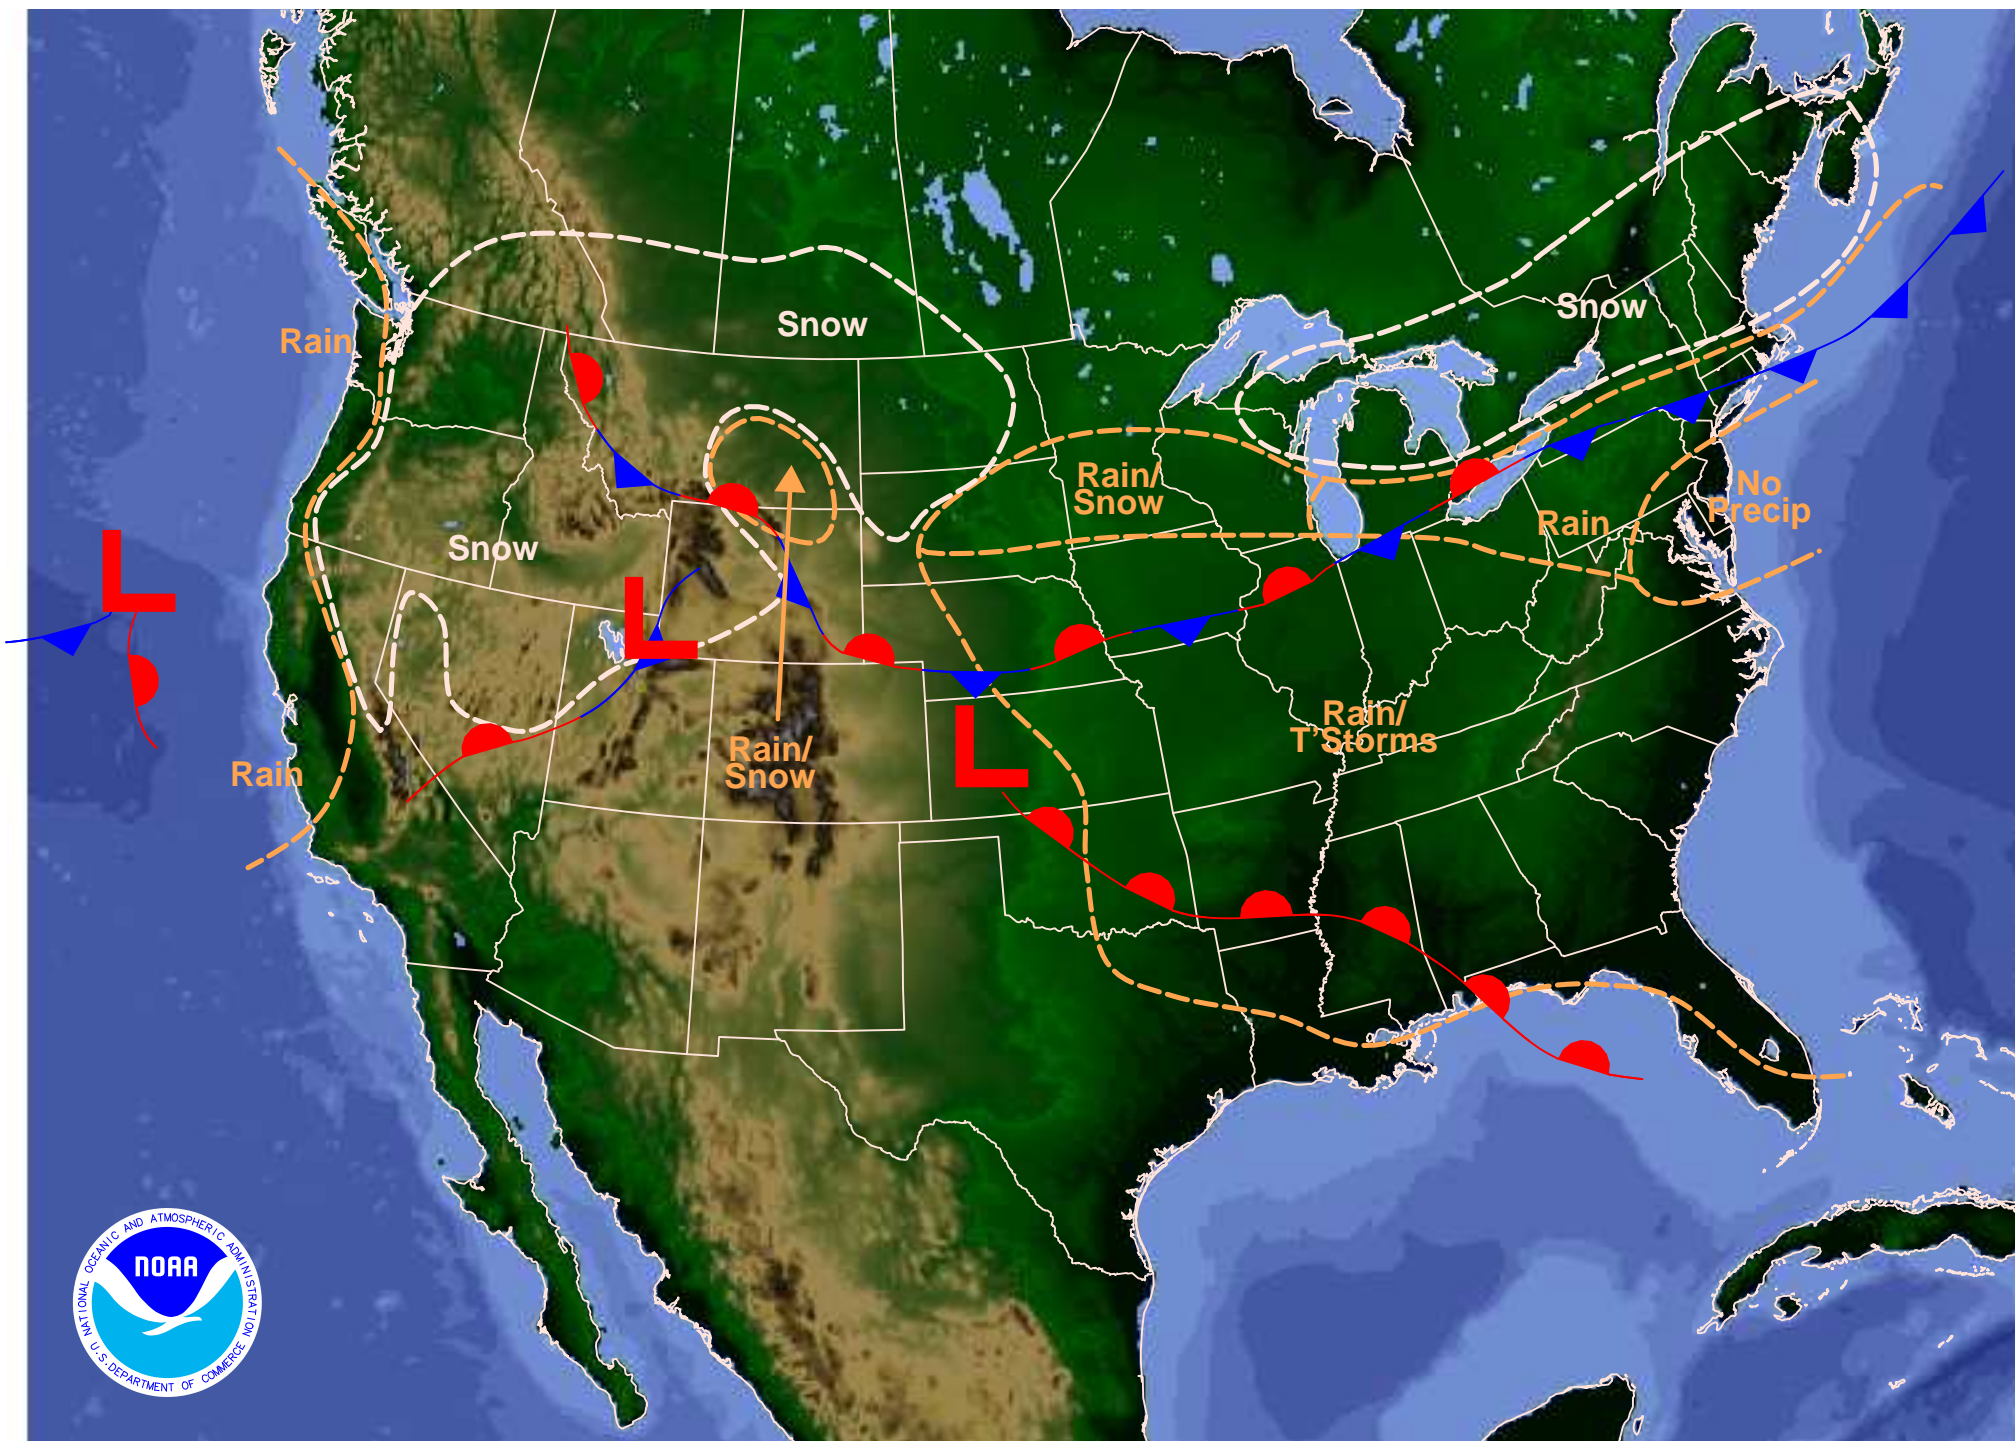 Snow
Snow
Rain
Rain/
Snow
No
Precip
Rain
Snow
L
L
Rain/
T'Storms
L
Rain/
Snow
Rain
NATIONAL OCEANIC AND ATMOSPHERIC ADMINISTRATION
NOAA
U.S. DEPARTMENT OF COMMERCE